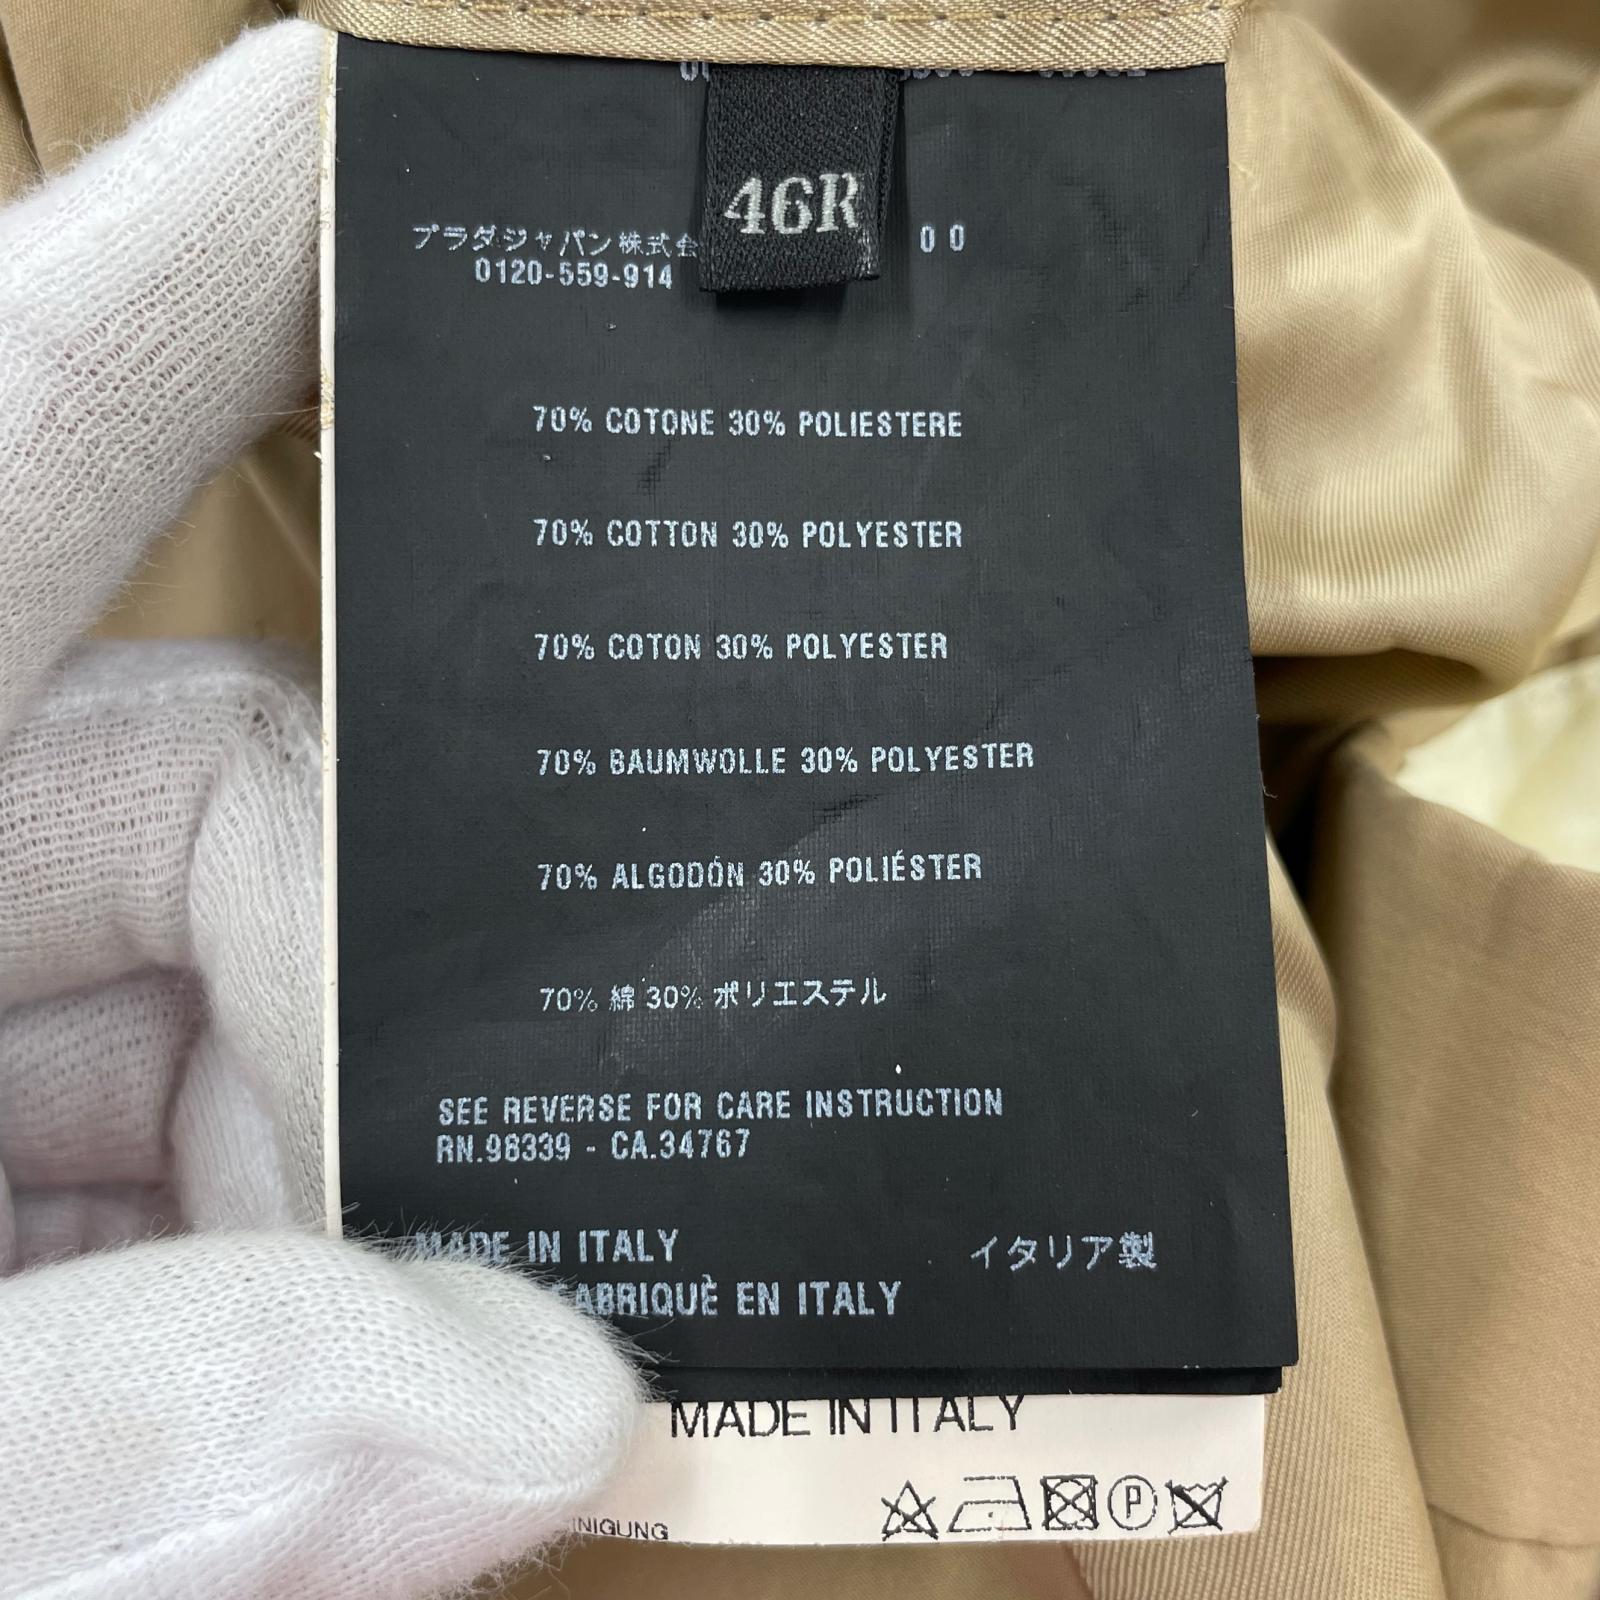 46R
プラダジャパン株式会
00
0120-559-914
70% COTONE 30% POLIESTERE
70% COTTON 30% POLYESTER
70% COTON 30% POLYESTER
70% BAUMWOLLE 30% POLYESTER
70% ALGODÓN 30% POLIÉSTER
70% 綿 30% ポリエステル
SEE REVERSE FOR CARE INSTRUCTION
RN.98339 - CA.34767
MADE IN ITALY
イタリア製
FABRIQUÈ EN ITALY
MADE IN ITALY
INIGUNG
P